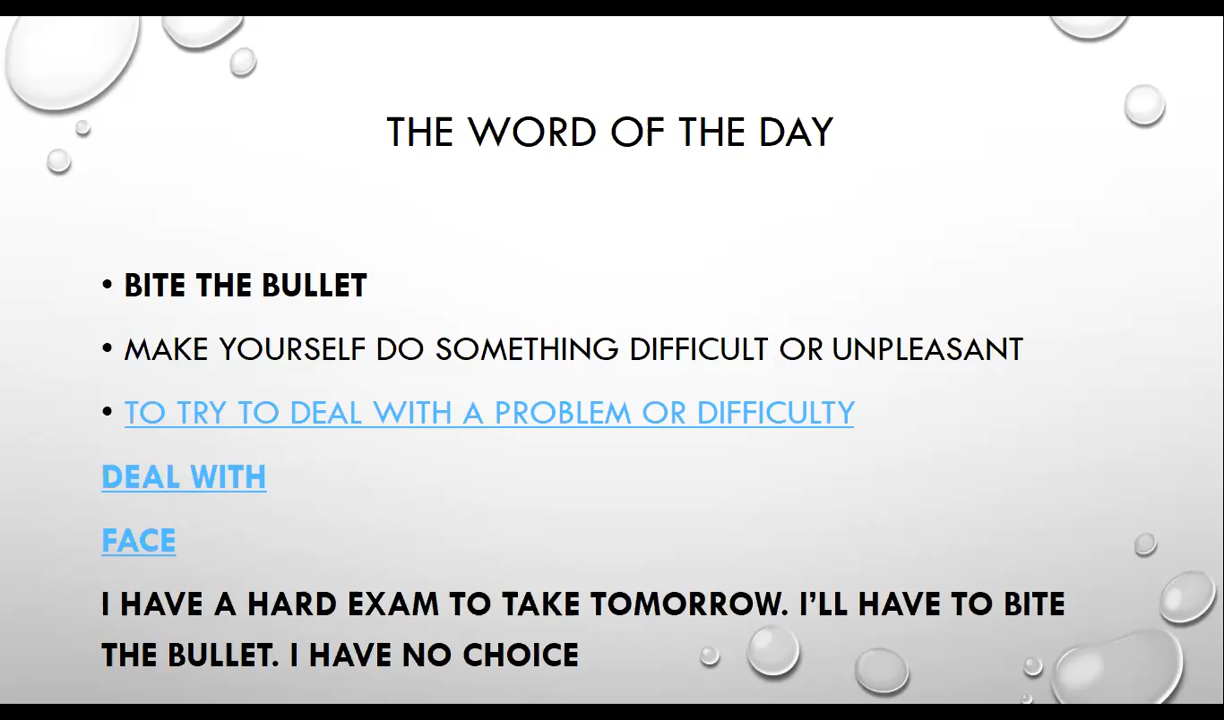 THE WORD OF THE DAY
• BITE THE BULLET
• MAKE YOURSELF DO SOMETHING DIFFICULT OR UNPLEASANT
• TO TRY TO DEAL WITH A PROBLEM OR DIFFICULTY
DEAL WITH
FACE
I HAVE A HARD EXAM TO TAKE TOMORROW. I’LL HAVE TO BITE
THE BULLET. I HAVE NO CHOICE